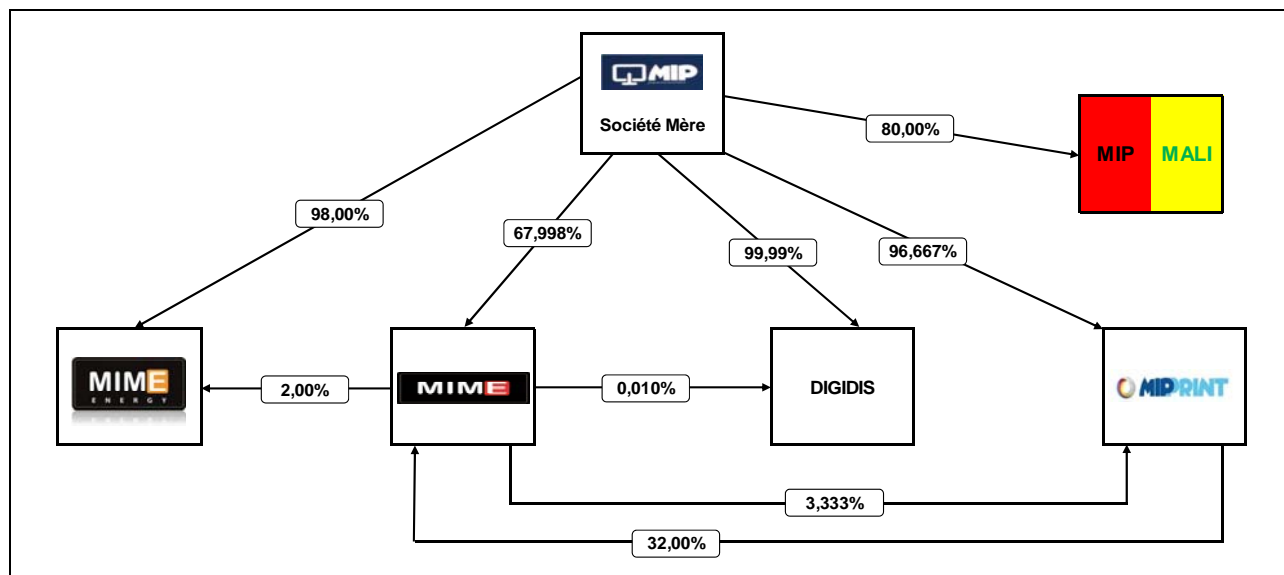 MIP
Société Mère
80,00%
MIP MALI
98,00%
67,998%
99,99%
96,667%
MIME
ENERGY
2,00%
MIME
0,010%
DIGIDIS
MIPPRINT
3,333%
32,00%